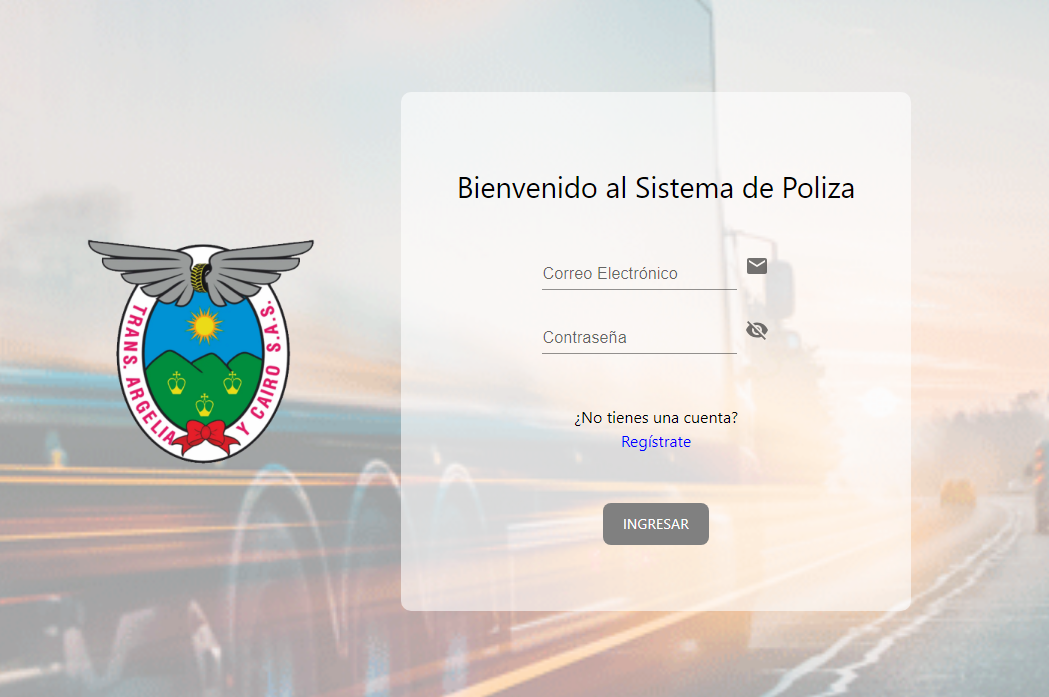 TRANS. ARGELIA Y CAIRO S.A.S.
Bienvenido al Sistema de Poliza
Correo Electrónico
Contraseña
¿No tienes una cuenta?
Regístrate
INGRESAR